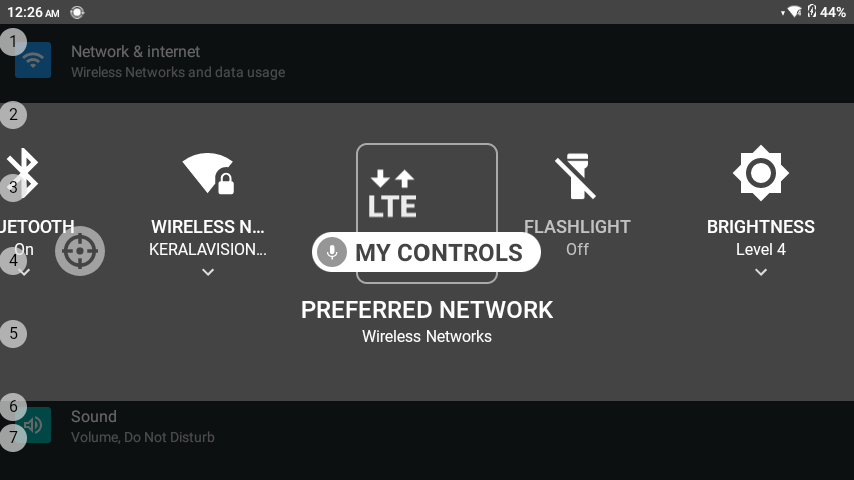 12:26 AM
44%
1
Network & internet
Wireless Networks and data usage
2
3
LTE
UETOOTH
WIRELESS N...
FLASHLIGHT
BRIGHTNESS
On
KERALAVISION...
MY CONTROLS
Off
Level 4
4
PREFERRED NETWORK
Wireless Networks
5
6
Sound
Volume, Do Not Disturb
7